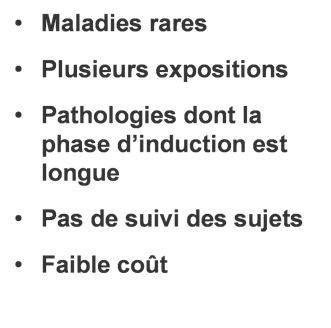 • Maladies rares
• Plusieurs expositions
• Pathologies dont la
phase d'induction est
longue
• Pas de suivi des sujets
• Faible coût